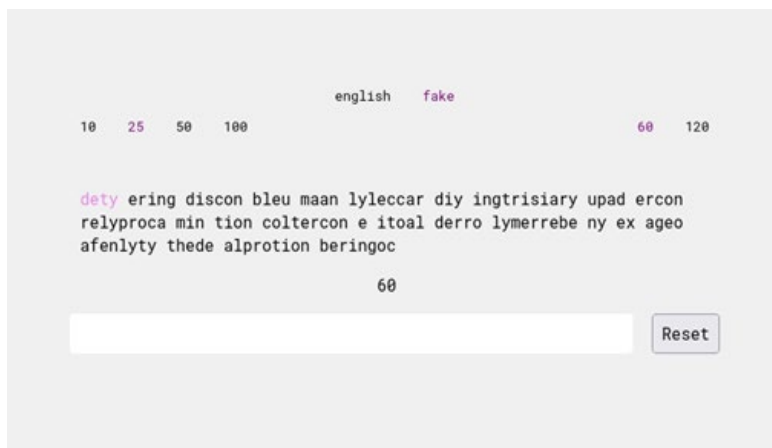 english fake
10 25 50 100 60 120
dety ering discon bleu maan lyleccar diy ingtrisiary upad ercon
relyproca min tion coltercon e itoal derro lymerrebe ny ex ageo
afenlyty thede alprotion beringoc
60
Reset